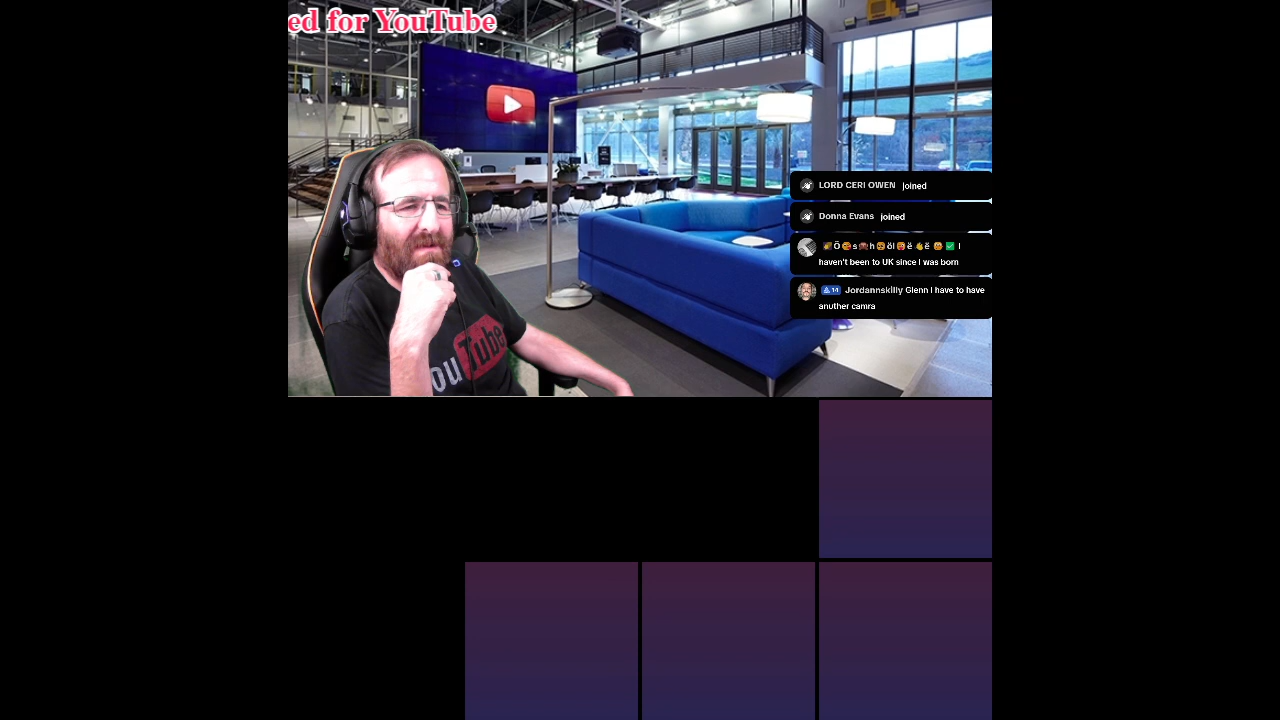 ed for YouTube
LORD CERI OWEN joined
Donna Evans joined
I
haven't been to UK since I was born
14 Jordannskilly Glenn I have to have
anuther camra
ouTube